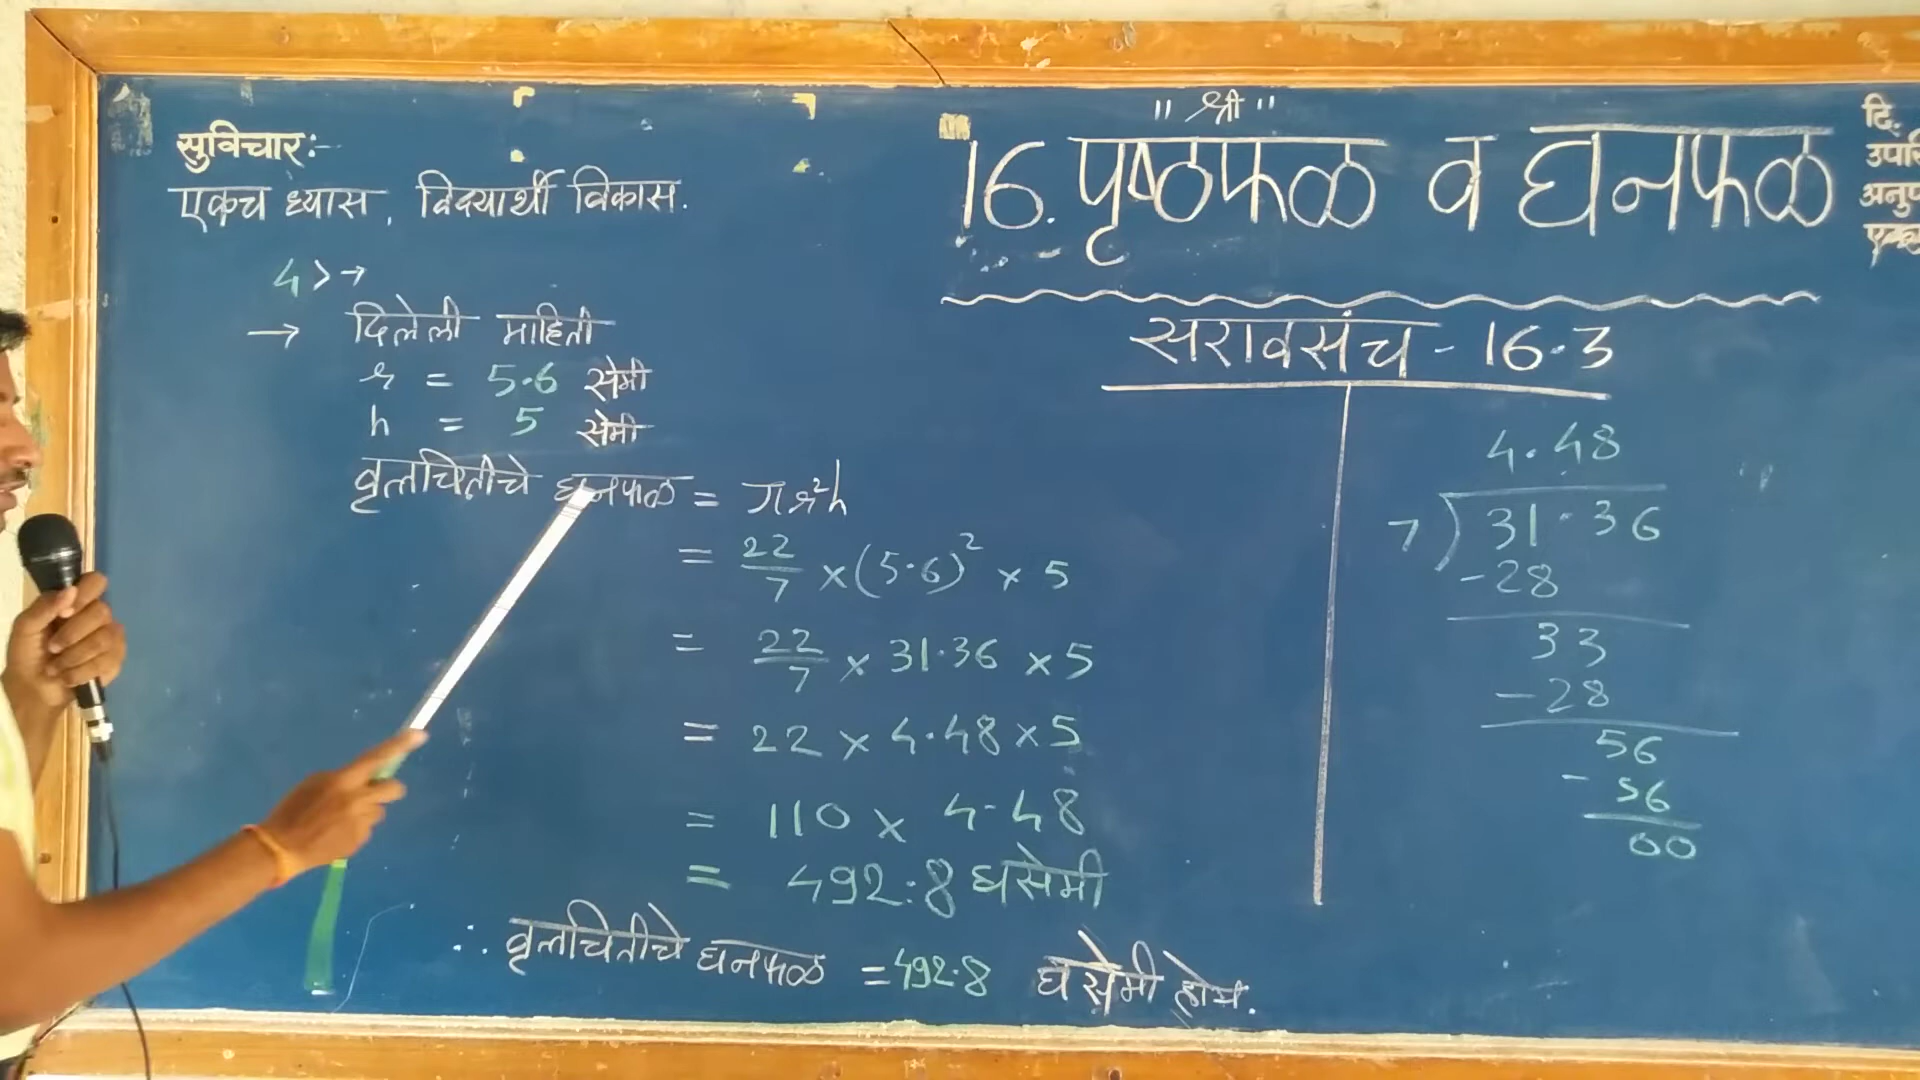 सुविचार:-
एकच ध्यास, विद्यार्थी विकास.
4>→
→ दिलेली माहिती
r = 5.6 सेमी
h = 5 सेमी
वृत्तचितीचे घनफळ = πr²h
= 22/7 × (5.6)² × 5
= 22/7 × 31.36 × 5
= 22 × 4.48 × 5
= 110 × 4.48
= 492.8 घसेमी
∴ वृत्तचितीचे घनफळ = 492.8 घसेमी होय.
" श्री "
16. पृष्ठफळ व घनफळ
सरावसंच - 16.3
4.48
7) 31.36
-28
33
-28
56
- 56
00
दि.